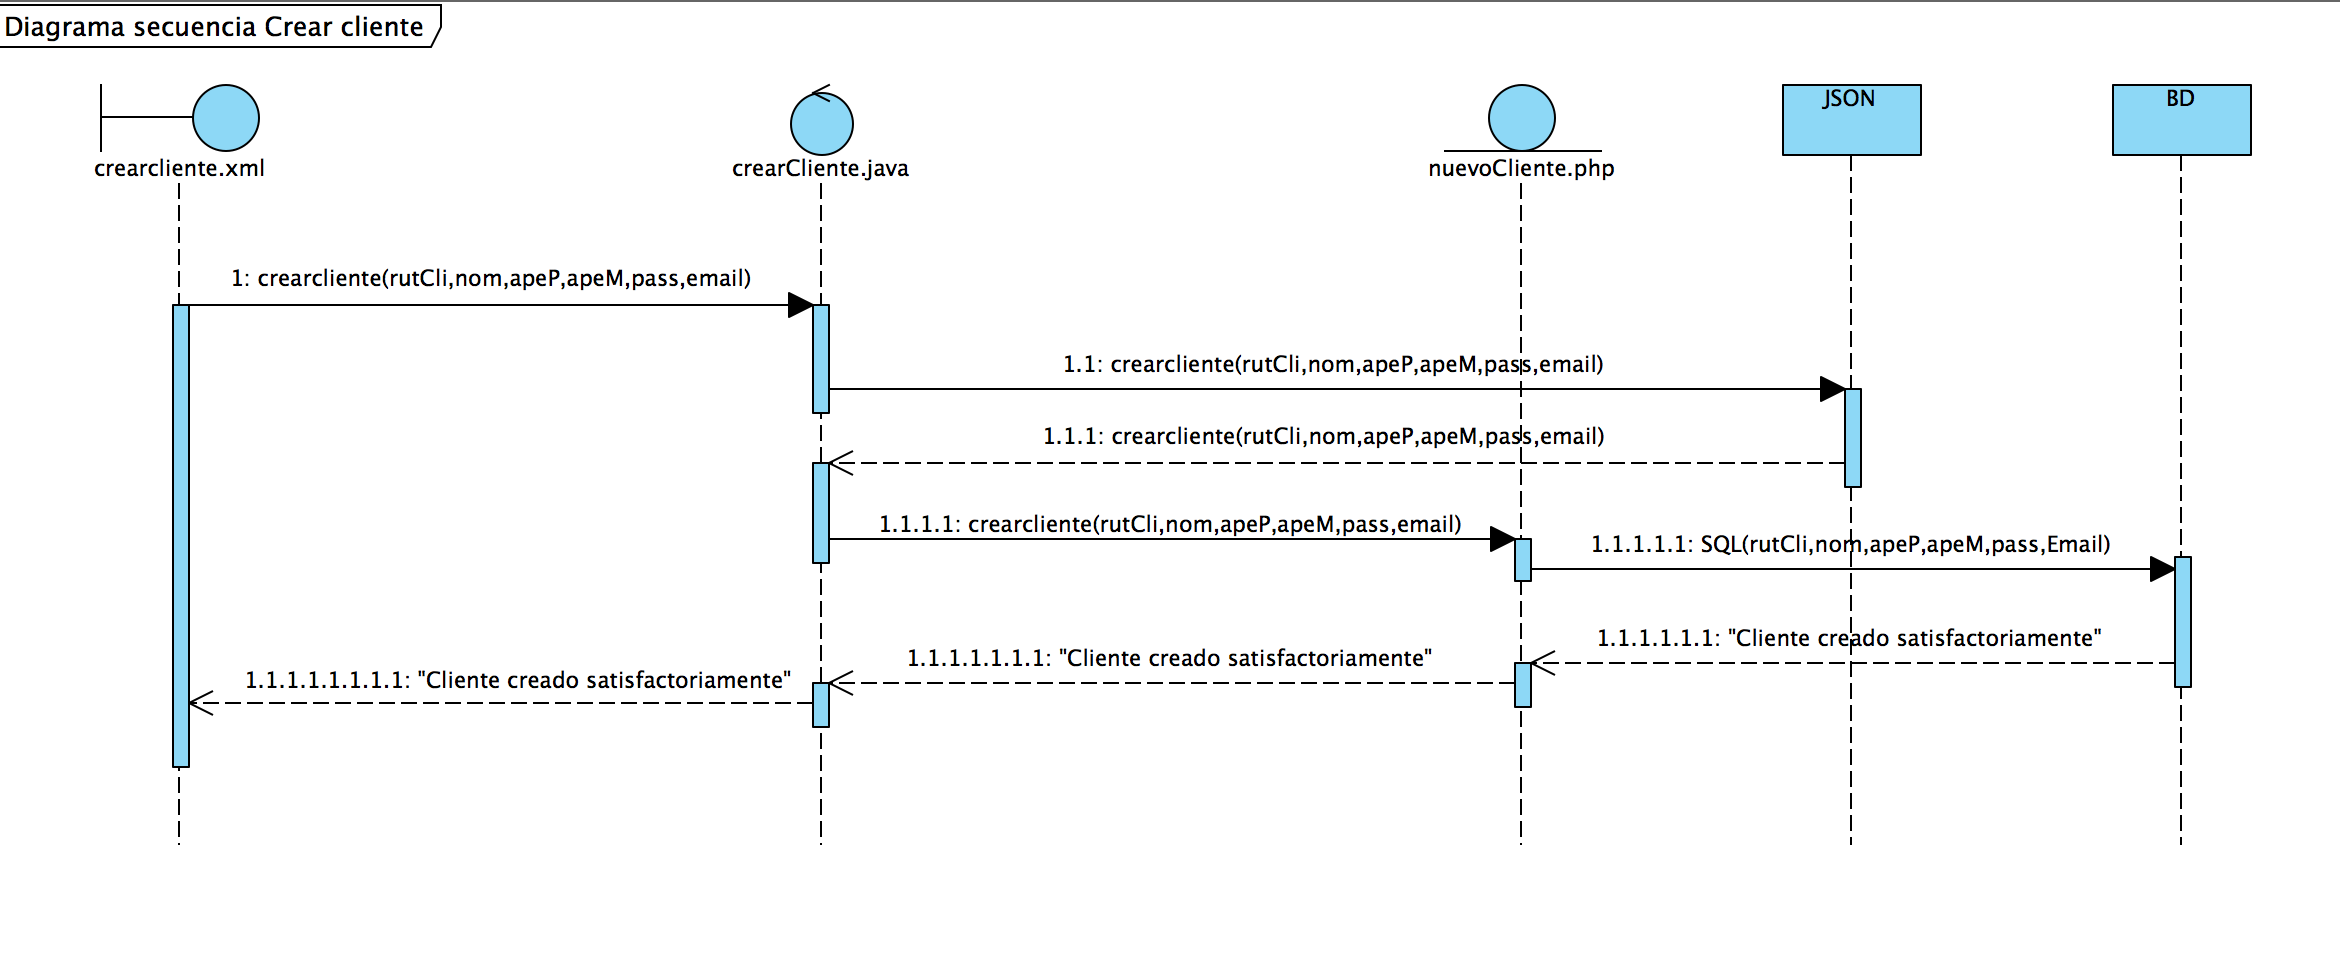 Diagrama secuencia Crear cliente
JSON
BD
crearcliente.xml
crearCliente.java
nuevoCliente.php
1: crearcliente(rutCli,nom,apeP,apeM,pass,email)
1.1: crearcliente(rutCli,nom,apeP,apeM,pass,email)
1.1.1: crearcliente(rutCli,nom,apeP,apeM,pass,email)
1.1.1.1: crearcliente(rutCli,nom,apeP,apeM,pass,email)
1.1.1.1.1: SQL(rutCli,nom,apeP,apeM,pass,Email)
1.1.1.1.1.1: "Cliente creado satisfactoriamente"
1.1.1.1.1.1.1: "Cliente creado satisfactoriamente"
1.1.1.1.1.1.1.1: "Cliente creado satisfactoriamente"